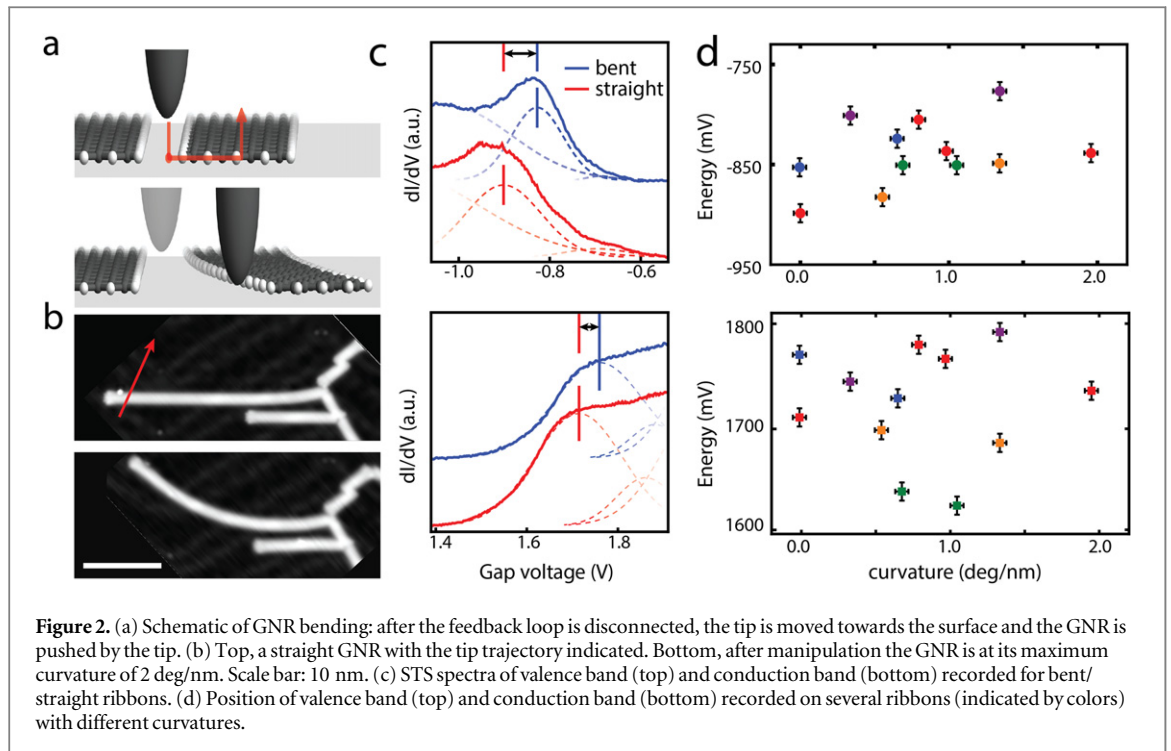 a
b
c
bent
straight
dI/dV (a.u.)
-1.0
-0.8
-0.6
dI/dV (a.u.)
1.4
1.6
1.8
Gap voltage (V)
d
-750
-850
-950
Energy (mV)
0.0
1.0
2.0
1800
1700
1600
Energy (mV)
0.0
1.0
2.0
curvature (deg/nm)
Figure 2. (a) Schematic of GNR bending: after the feedback loop is disconnected, the tip is moved towards the surface and the GNR is
pushed by the tip. (b) Top, a straight GNR with the tip trajectory indicated. Bottom, after manipulation the GNR is at its maximum
curvature of 2 deg/nm. Scale bar: 10 nm. (c) STS spectra of valence band (top) and conduction band (bottom) recorded for bent/
straight ribbons. (d) Position of valence band (top) and conduction band (bottom) recorded on several ribbons (indicated by colors)
with different curvatures.